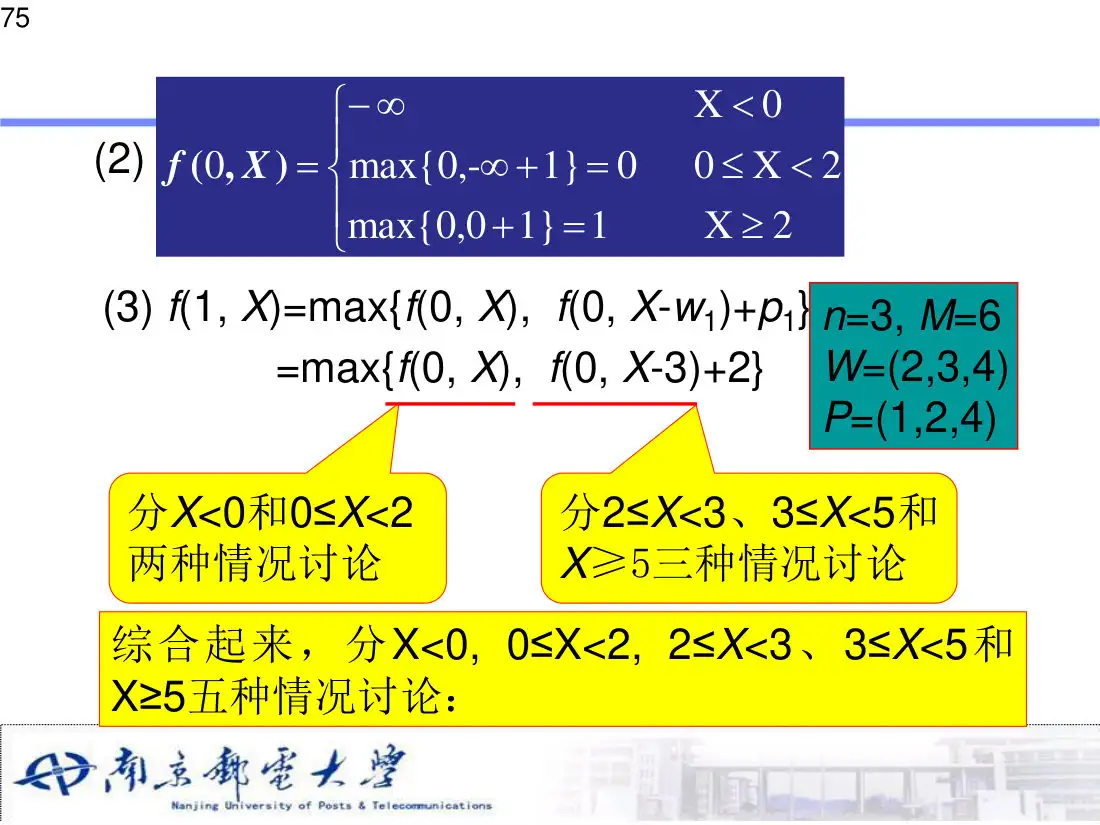 75
(2) f(0, X) = { −∞ X < 0
max{0,-∞+1} = 0 0 ≤ X < 2
max{0,0+1} = 1 X ≥ 2
(3) f(1, X)=max{f(0, X), f(0, X-w₁)+p₁}
=max{f(0, X), f(0, X-3)+2}
n=3, M=6
W=(2,3,4)
P=(1,2,4)
分X<0和0≤X<2
两种情况讨论
分2≤X<3、3≤X<5和
X≥5三种情况讨论
综合起来，分X<0, 0≤X<2, 2≤X<3、3≤X<5和
X≥5五种情况讨论：
南京郵電大學
Nanjing University of Posts & Telecommunications